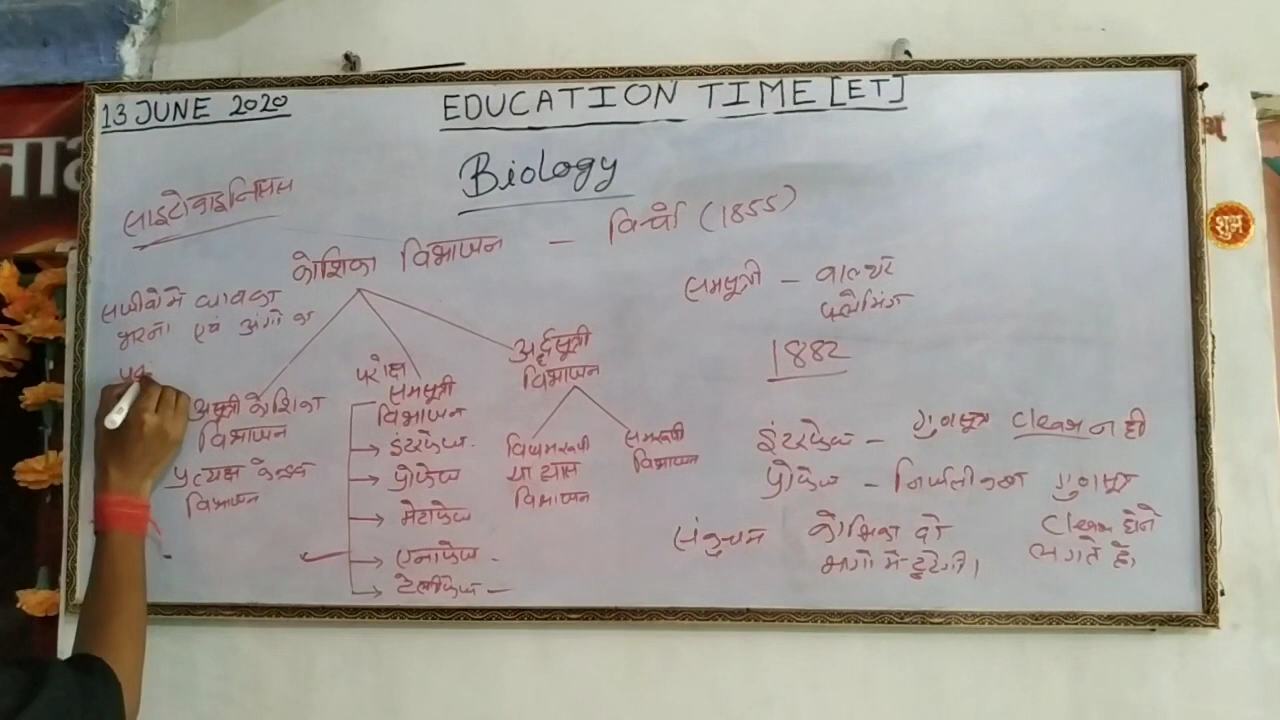 13 JUNE 2020
EDUCATION TIME [ET]
Biology
साइटोकाइनिसिस
कोशिका विभाजन — विर्चो (1855)
समसूत्री – वाल्थर
फ्लेमिंग
1882
सजीवो में घाव का
भरना एवं अंगो का
असूत्री कोशिका
विभाजन
प्रत्यक्ष केन्द्रक
विभाजन
परोक्ष
समसूत्री
विभाजन
इंटरफेज
प्रोफेज
मेटाफेज
एनाफेज
टेलोफेज
अर्द्धसूत्री
विभाजन
विषमरूपी
या ह्रास
विभाजन
समरूपी
विभाजन
इंटरफेज – गुणसूत्र clear न ही
प्रोफेज – गुणसूत्र
clear होने
लगते है,
संकुचन कोशिका दो
भागो मे टूटेगी।
शुभ